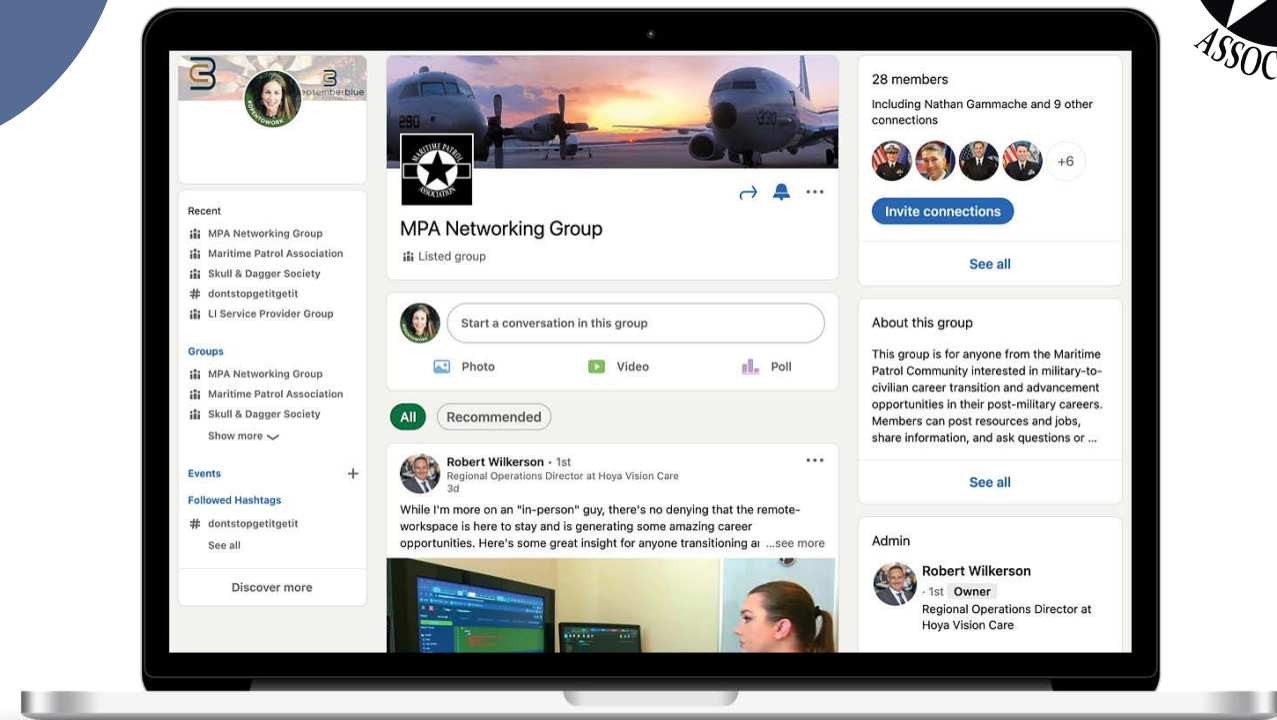 ASSOC
eptemberblue
#OPENTOWORK
Recent
MPA Networking Group
Maritime Patrol Association
Skull & Dagger Society
# dontstopgetitgetit
LI Service Provider Group
Groups
MPA Networking Group
Maritime Patrol Association
Skull & Dagger Society
Show more
Events
+
Followed Hashtags
# dontstopgetitgetit
See all
Discover more
290
330
MARITIME PATROL
ASSOCIATION
MPA Networking Group
Listed group
Start a conversation in this group
Photo
Video
Poll
All
Recommended
Robert Wilkerson · 1st
Regional Operations Director at Hoya Vision Care
3d
While I'm more on an "in-person" guy, there's no denying that the remote-
workspace is here to stay and is generating some amazing career
opportunities. Here's some great insight for anyone transitioning a ...see more
28 members
Including Nathan Gammache and 9 other
connections
+6
Invite connections
See all
About this group
This group is for anyone from the Maritime
Patrol Community interested in military-to-
civilian career transition and advancement
opportunities in their post-military careers.
Members can post resources and jobs,
share information, and ask questions or ...
See all
Admin
Robert Wilkerson
· 1st Owner
Regional Operations Director at
Hoya Vision Care